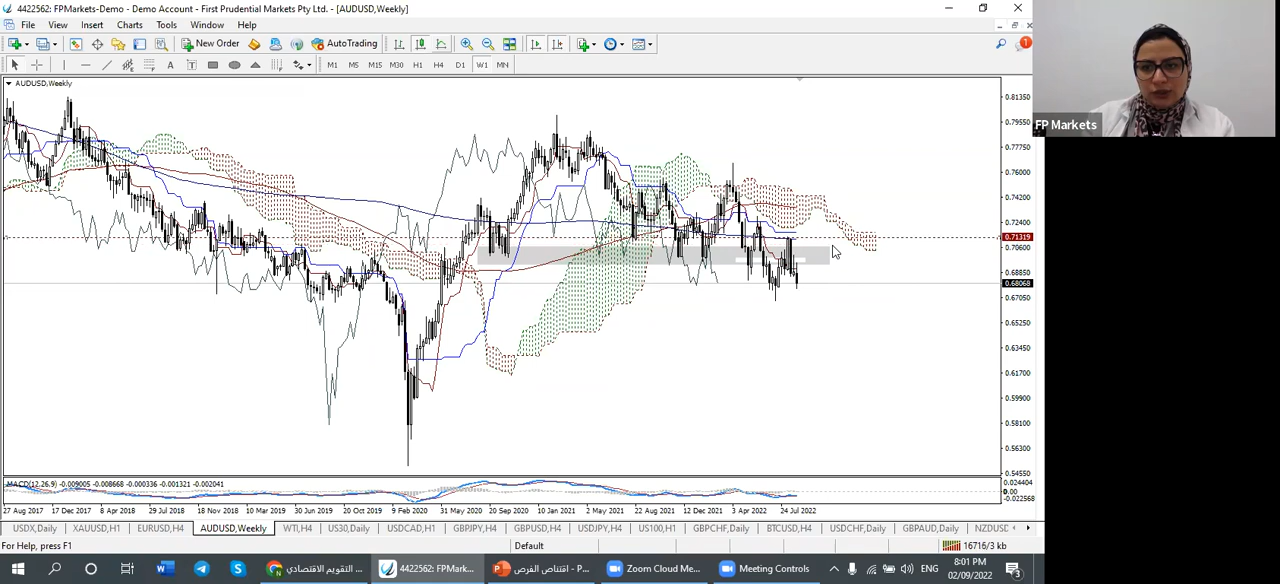 4422562: FPMarkets-Demo - Demo Account - First Prudential Markets Pty Ltd. - [AUDUSD,Weekly]
File View Insert Charts Tools Window Help
New Order AutoTrading 1
A T M1 M5 M15 M30 H1 H4 D1 W1 MN
AUDUSD,Weekly
FP Markets
0.81350
0.79550
0.77750
0.76000
0.74200
0.72400
0.71319
0.70600
0.68850
0.68068
0.67050
0.65250
0.63450
0.61700
0.59900
0.58100
0.56300
0.54550
MACD(12,26,9) -0.009005 -0.008668 -0.000336 -0.001321 -0.002041
0.024404
0.00
-0.022568
27 Aug 2017 17 Dec 2017 8 Apr 2018 29 Jul 2018 18 Nov 2018 10 Mar 2019 30 Jun 2019 20 Oct 2019 9 Feb 2020 31 May 2020 20 Sep 2020 10 Jan 2021 2 May 2021 22 Aug 2021 12 Dec 2021 3 Apr 2022 24 Jul 2022
USDX,Daily XAUUSD,H1 EURUSD,H4 AUDUSD,Weekly WTI,H4 US30,Daily USDCAD,H1 GBPJPY,H4 GBPUSD,H4 USDJPY,H4 US100,H1 GBPCHF,Daily BTCUSD,H4 USDCHF,Daily GBPAUD,Daily NZDUSD
For Help, press F1 Default 16716/3 kb
... التقويم الاقتصادي 4422562: FPMark... اقتناص الفرص - P... Zoom Cloud Me... Meeting Controls ENG 8:01 PM
02/09/2022 3